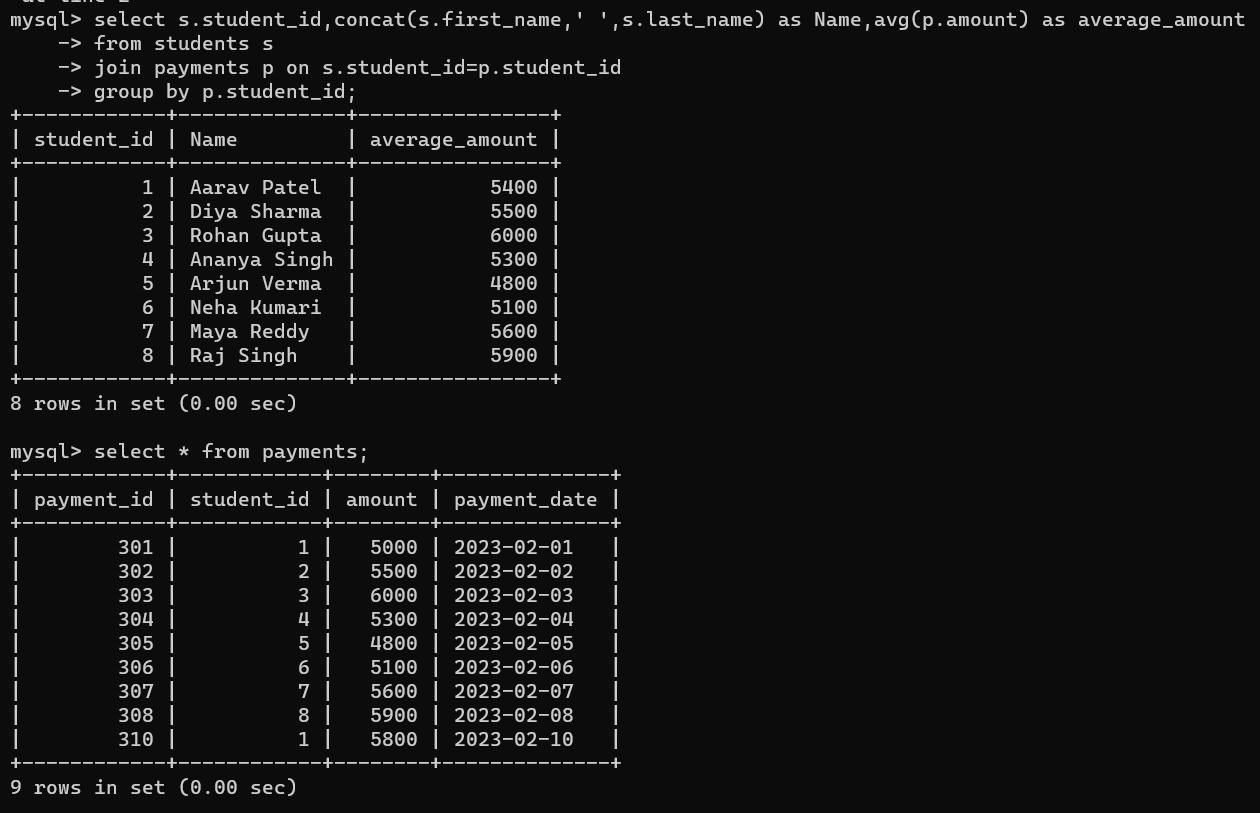 mysql> select s.student_id,concat(s.first_name,' ',s.last_name) as Name,avg(p.amount) as average_amount
    -> from students s
    -> join payments p on s.student_id=p.student_id
    -> group by p.student_id;
+------------+--------------+----------------+
| student_id | Name         | average_amount |
+------------+--------------+----------------+
|          1 | Aarav Patel  |           5400 |
|          2 | Diya Sharma  |           5500 |
|          3 | Rohan Gupta  |           6000 |
|          4 | Ananya Singh |           5300 |
|          5 | Arjun Verma  |           4800 |
|          6 | Neha Kumari  |           5100 |
|          7 | Maya Reddy   |           5600 |
|          8 | Raj Singh    |           5900 |
+------------+--------------+----------------+
8 rows in set (0.00 sec)

mysql> select * from payments;
+------------+------------+--------+--------------+
| payment_id | student_id | amount | payment_date |
+------------+------------+--------+--------------+
|        301 |          1 |   5000 | 2023-02-01   |
|        302 |          2 |   5500 | 2023-02-02   |
|        303 |          3 |   6000 | 2023-02-03   |
|        304 |          4 |   5300 | 2023-02-04   |
|        305 |          5 |   4800 | 2023-02-05   |
|        306 |          6 |   5100 | 2023-02-06   |
|        307 |          7 |   5600 | 2023-02-07   |
|        308 |          8 |   5900 | 2023-02-08   |
|        310 |          1 |   5800 | 2023-02-10   |
+------------+------------+--------+--------------+
9 rows in set (0.00 sec)